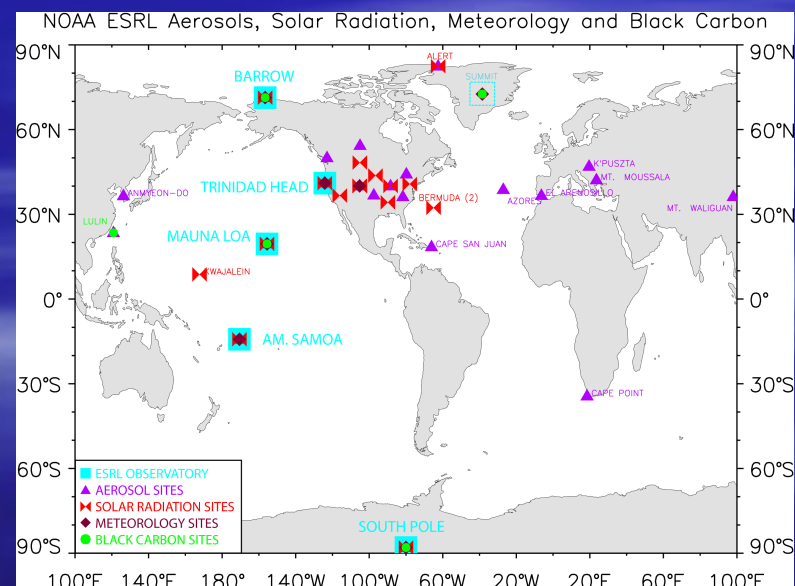 NOAA ESRL Aerosols, Solar Radiation, Meteorology and Black Carbon
90°N 90°N
ALERT
BARROW
SUMMIT
60°N 60°N
K'PUSZTA
MT. MOUSSALA
TRINIDAD HEAD
ANMYEON-DO
BERMUDA (2)
AZORES
EL ARENOSILLO
MT. WALIGUAN
30°N 30°N
LULIN
MAUNA LOA
CAPE SAN JUAN
KWAJALEIN
0° 0°
AM. SAMOA
30°S 30°S
CAPE POINT
60°S 60°S
ESRL OBSERVATORY
AEROSOL SITES
SOLAR RADIATION SITES
METEOROLOGY SITES
BLACK CARBON SITES
SOUTH POLE
90°S 90°S
100°E 140°E 180° 140°W 100°W 60°W 20°W 20°E 60°E 100°E